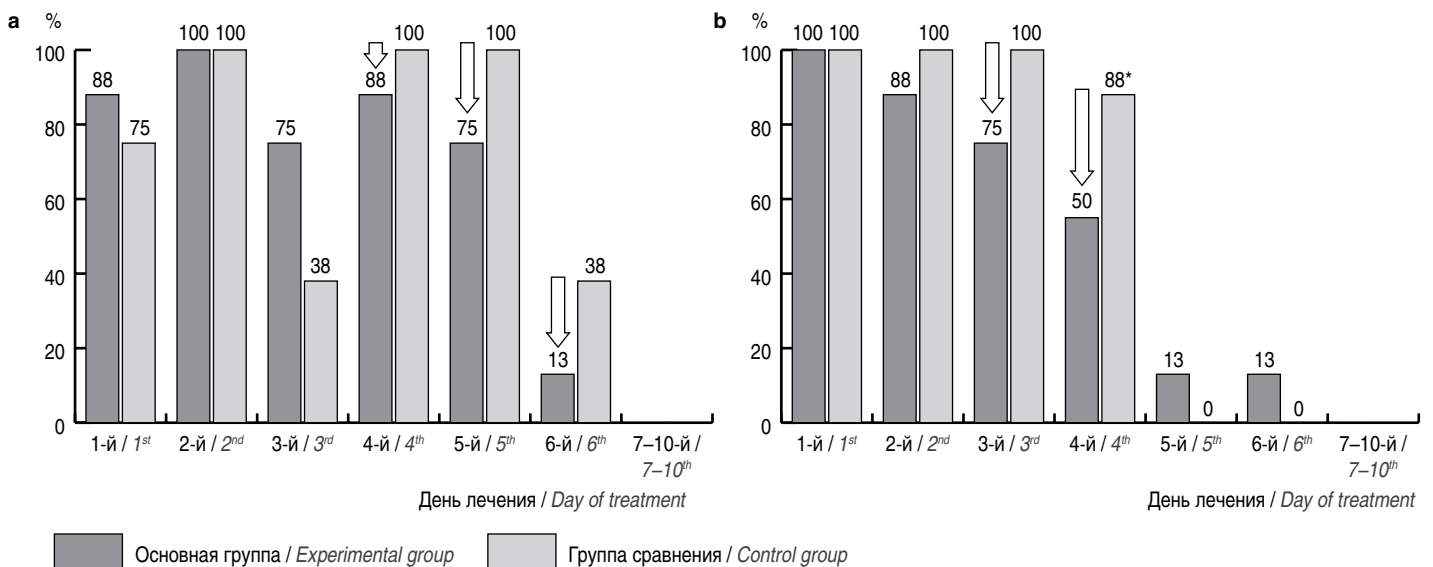 a
%
100
80
60
40
20
0
88
75
100 100
75
38
88
100
75
100
13
38
1-й / 1st
2-й / 2nd
3-й / 3rd
4-й / 4th
5-й / 5th
6-й / 6th
7–10-й /
7–10th
День лечения / Day of treatment
b
%
100
80
60
40
20
0
100 100
88
100
75
100
50
88*
13
0
13
0
1-й / 1st
2-й / 2nd
3-й / 3rd
4-й / 4th
5-й / 5th
6-й / 6th
7–10-й /
7–10th
День лечения / Day of treatment
Основная группа / Experimental group
Группа сравнения / Control group